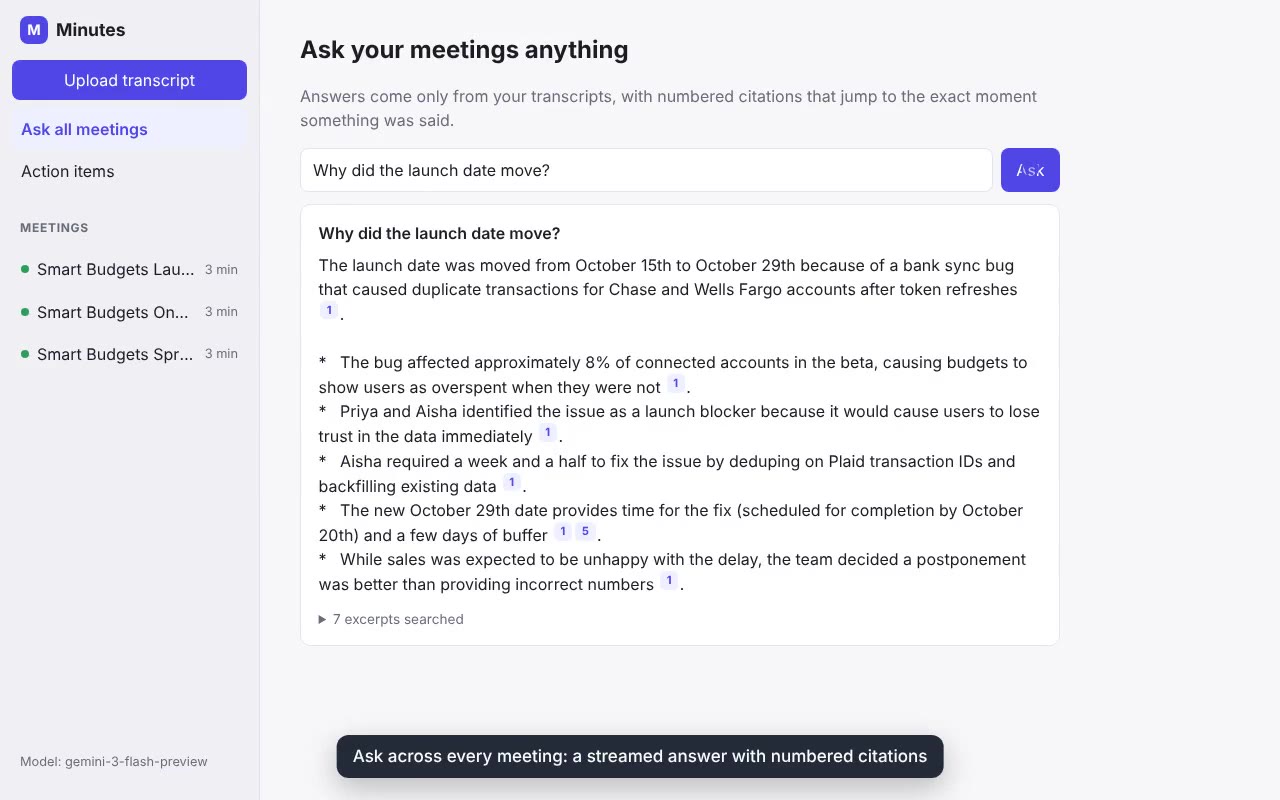 M Minutes
Upload transcript
Ask all meetings
Action items
MEETINGS
Smart Budgets Lau... 3 min
Smart Budgets On... 3 min
Smart Budgets Spr... 3 min
Model: gemini-3-flash-preview
Ask your meetings anything
Answers come only from your transcripts, with numbered citations that jump to the exact moment
something was said.
Why did the launch date move?
Ask
Why did the launch date move?
The launch date was moved from October 15th to October 29th because of a bank sync bug
that caused duplicate transactions for Chase and Wells Fargo accounts after token refreshes
1 .
* The bug affected approximately 8% of connected accounts in the beta, causing budgets to
show users as overspent when they were not 1 .
* Priya and Aisha identified the issue as a launch blocker because it would cause users to lose
trust in the data immediately 1 .
* Aisha required a week and a half to fix the issue by deduping on Plaid transaction IDs and
backfilling existing data 1 .
* The new October 29th date provides time for the fix (scheduled for completion by October
20th) and a few days of buffer 1 5 .
* While sales was expected to be unhappy with the delay, the team decided a postponement
was better than providing incorrect numbers 1 .
▶ 7 excerpts searched
Ask across every meeting: a streamed answer with numbered citations